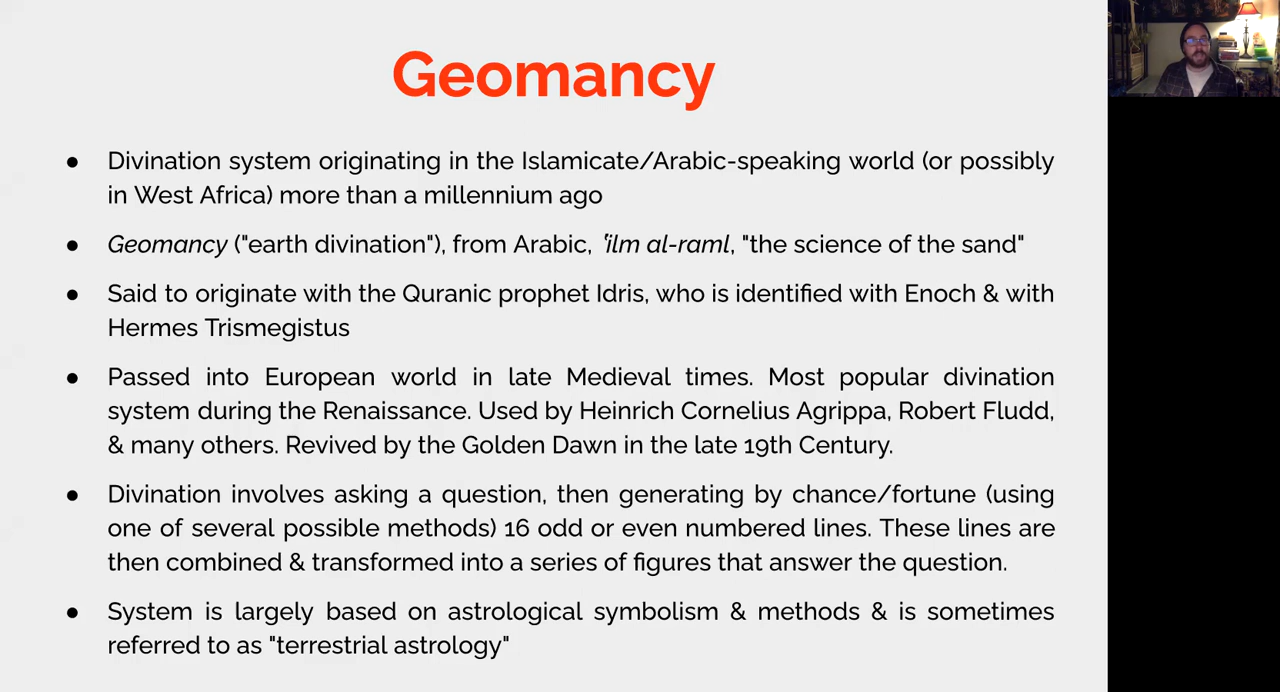 Geomancy
● Divination system originating in the Islamicate/Arabic-speaking world (or possibly
in West Africa) more than a millennium ago
● Geomancy ("earth divination"), from Arabic, 'ilm al-raml, "the science of the sand"
● Said to originate with the Quranic prophet Idris, who is identified with Enoch & with
Hermes Trismegistus
● Passed into European world in late Medieval times. Most popular divination
system during the Renaissance. Used by Heinrich Cornelius Agrippa, Robert Fludd,
& many others. Revived by the Golden Dawn in the late 19th Century.
● Divination involves asking a question, then generating by chance/fortune (using
one of several possible methods) 16 odd or even numbered lines. These lines are
then combined & transformed into a series of figures that answer the question.
● System is largely based on astrological symbolism & methods & is sometimes
referred to as "terrestrial astrology"